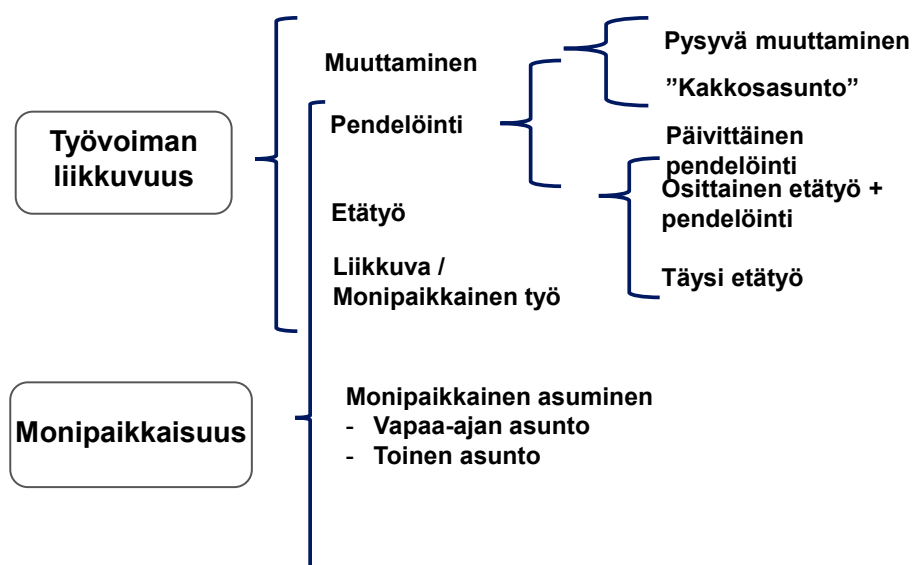 Työvoiman
liikkuvuus
Muuttaminen
Pendelöinti
Etätyö
Liikkuva /
Monipaikkainen työ
Pysyvä muuttaminen
”Kakkosasunto”
Päivittäinen
pendelöinti
Osittainen etätyö +
pendelöinti
Täysi etätyö
Monipaikkaisuus
Monipaikkainen asuminen
- Vapaa-ajan asunto
- Toinen asunto